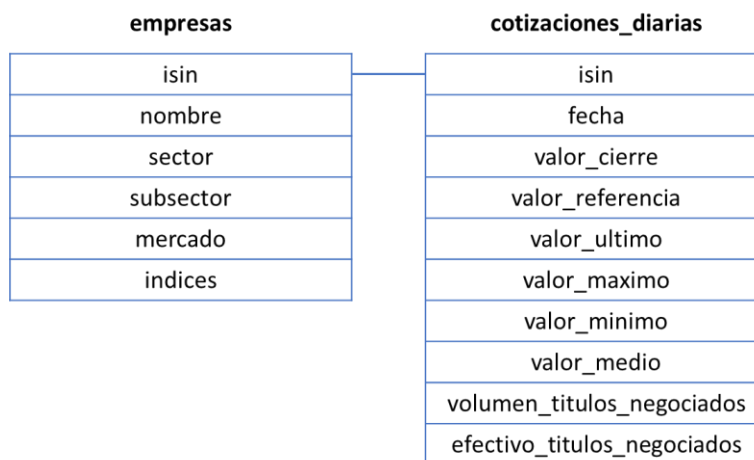 empresas
isin
nombre
sector
subsector
mercado
indices
cotizaciones_diarias
isin
fecha
valor_cierre
valor_referencia
valor_ultimo
valor_maximo
valor_minimo
valor_medio
volumen_titulos_negociados
efectivo_titulos_negociados